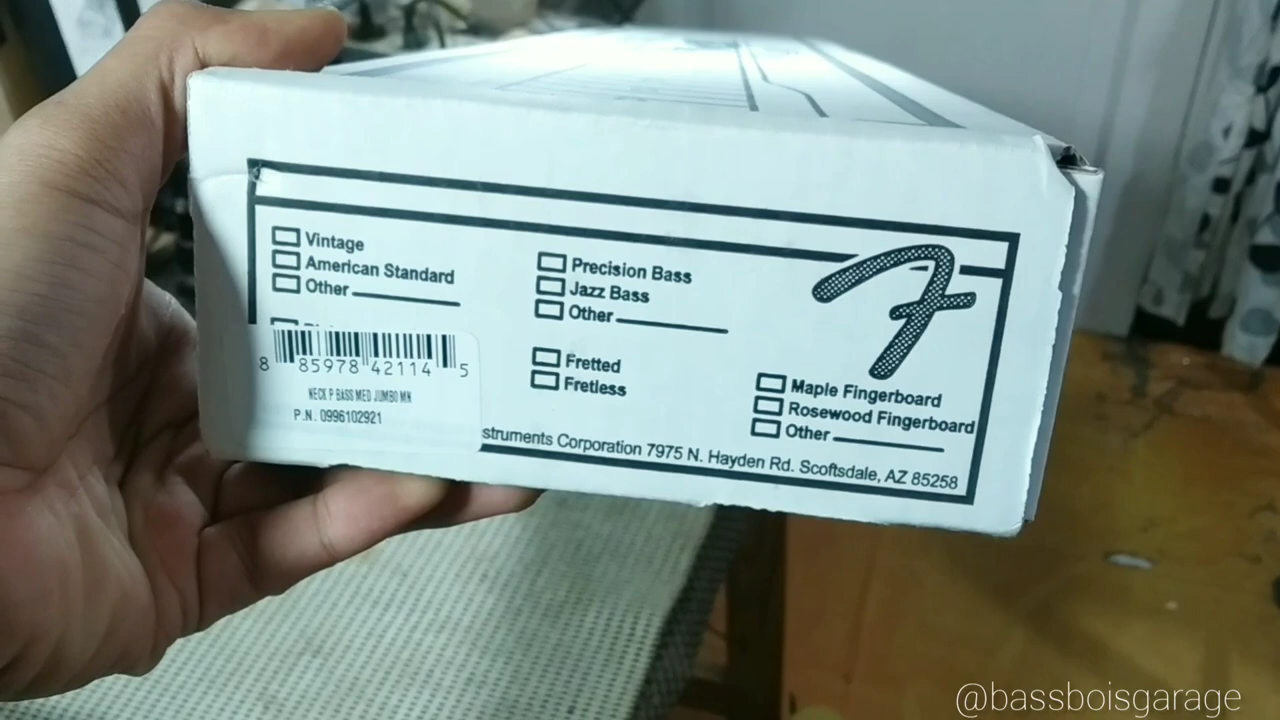 Vintage
American Standard
Other
8 85978 42114 5
NECK P BASS MED JUMBO MN
P.N. 0996102921
Precision Bass
Jazz Bass
Other
Fretted
Fretless
F
Maple Fingerboard
Rosewood Fingerboard
Other
struments Corporation 7975 N. Hayden Rd. Scoftsdale, AZ 85258
@bassboisgarage